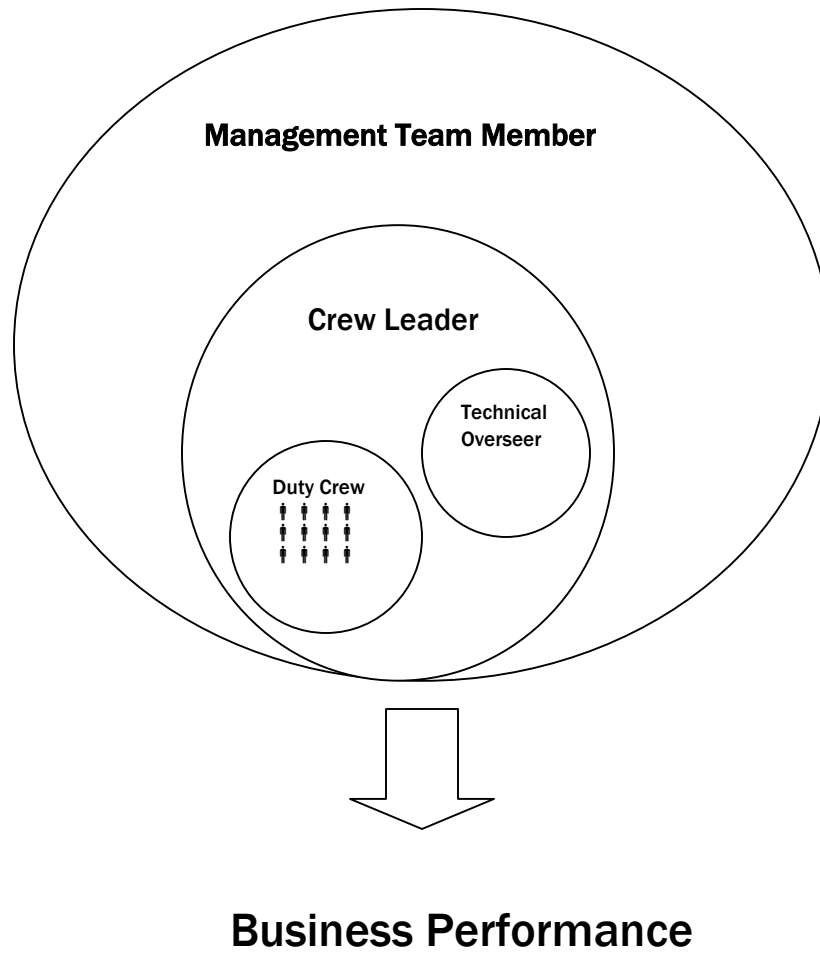 Management Team Member
Crew Leader
Technical
Overseer
Duty Crew
Business Performance